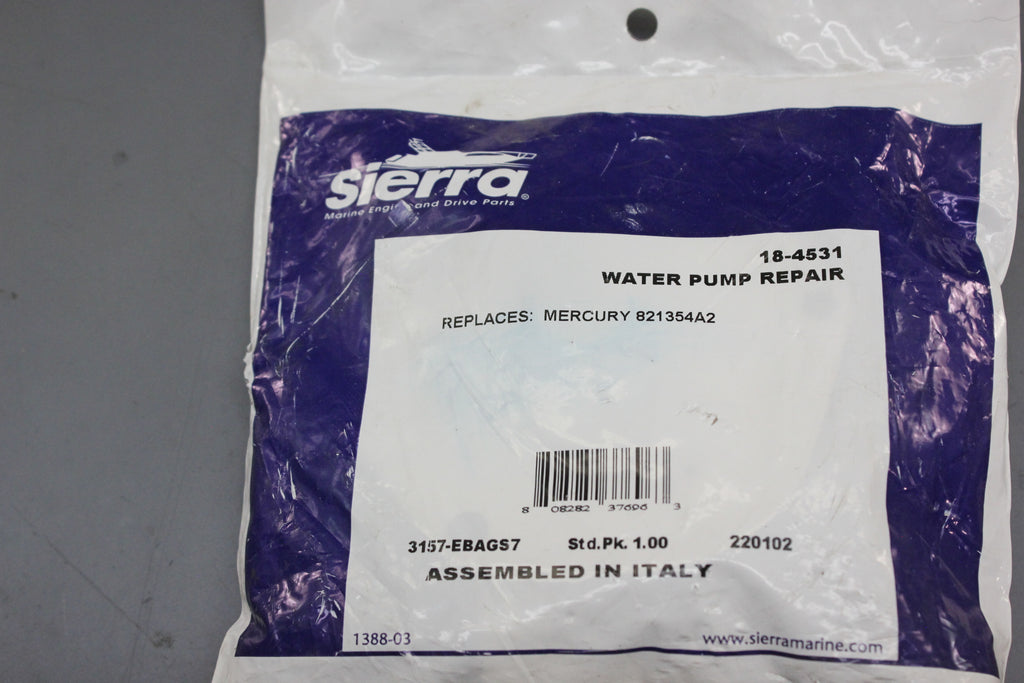 sierra®
Marine Engine and Drive Parts
18-4531
WATER PUMP REPAIR
REPLACES: MERCURY 821354A2
8 08282 37696 3
3157-EBAGS7 Std.Pk. 1.00 220102
ASSEMBLED IN ITALY
1388-03 www.sierramarine.com